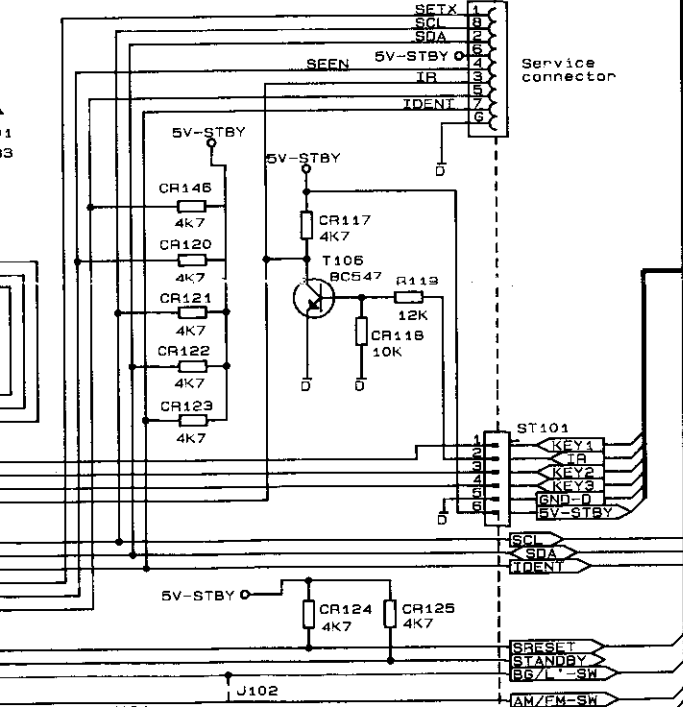 SETX 1
SCL 8
SDA 2
5V-STBY 6
SEEN 4
IR 3
5
IDENT 7
G
Service
connector
D
5V-STBY
5V-STBY
CR146
4K7
CR117
4K7
CR120
4K7
T106
BC547
R119
12K
CR121
4K7
CR118
10K
CR122
4K7
D
D
CR123
4K7
ST101
1 KEY1
2 IR
3 KEY2
4 KEY3
5 GND-D
6 5V-STBY
D
SCL
SDA
IDENT
5V-STBY
CR124
4K7
CR125
4K7
SRESET
STANDBY
BG/L'-SW
J102
AM/FM-SW